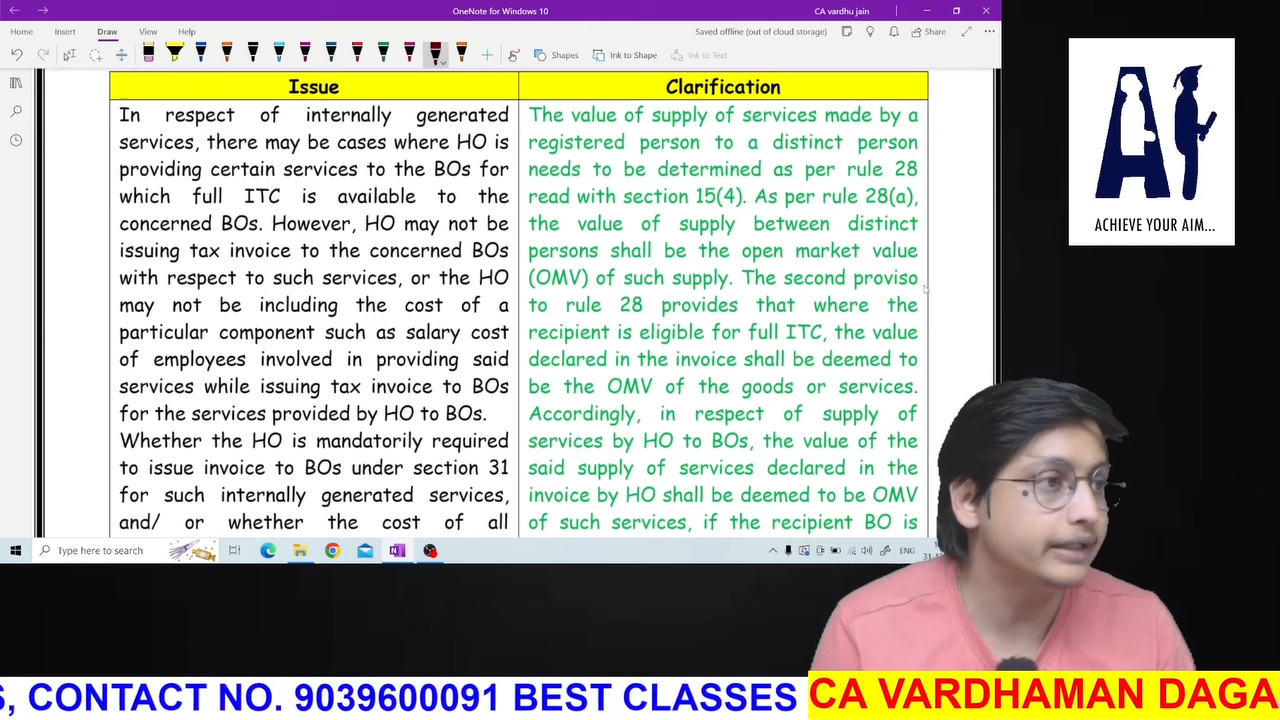 OneNote for Windows 10
CA vardhu jain
Home Insert Draw View Help
Saved offline (out of cloud storage)
Share
Shapes
Ink to Shape
Ink to Text
Issue
In respect of internally generated
services, there may be cases where HO is
providing certain services to the BOs for
which full ITC is available to the
concerned BOs. However, HO may not be
issuing tax invoice to the concerned BOs
with respect to such services, or the HO
may not be including the cost of a
particular component such as salary cost
of employees involved in providing said
services while issuing tax invoice to BOs
for the services provided by HO to BOs.
Whether the HO is mandatorily required
to issue invoice to BOs under section 31
for such internally generated services,
and/ or whether the cost of all
Clarification
The value of supply of services made by a
registered person to a distinct person
needs to be determined as per rule 28
read with section 15(4). As per rule 28(a),
the value of supply between distinct
persons shall be the open market value
(OMV) of such supply. The second proviso
to rule 28 provides that where the
recipient is eligible for full ITC, the value
declared in the invoice shall be deemed to
be the OMV of the goods or services.
Accordingly, in respect of supply of
services by HO to BOs, the value of the
said supply of services declared in the
invoice by HO shall be deemed to be OMV
of such services, if the recipient BO is
Type here to search
ENG
ACHIEVE YOUR AIM...
S, CONTACT NO. 9039600091 BEST CLASSES
CA VARDHAMAN DAGA